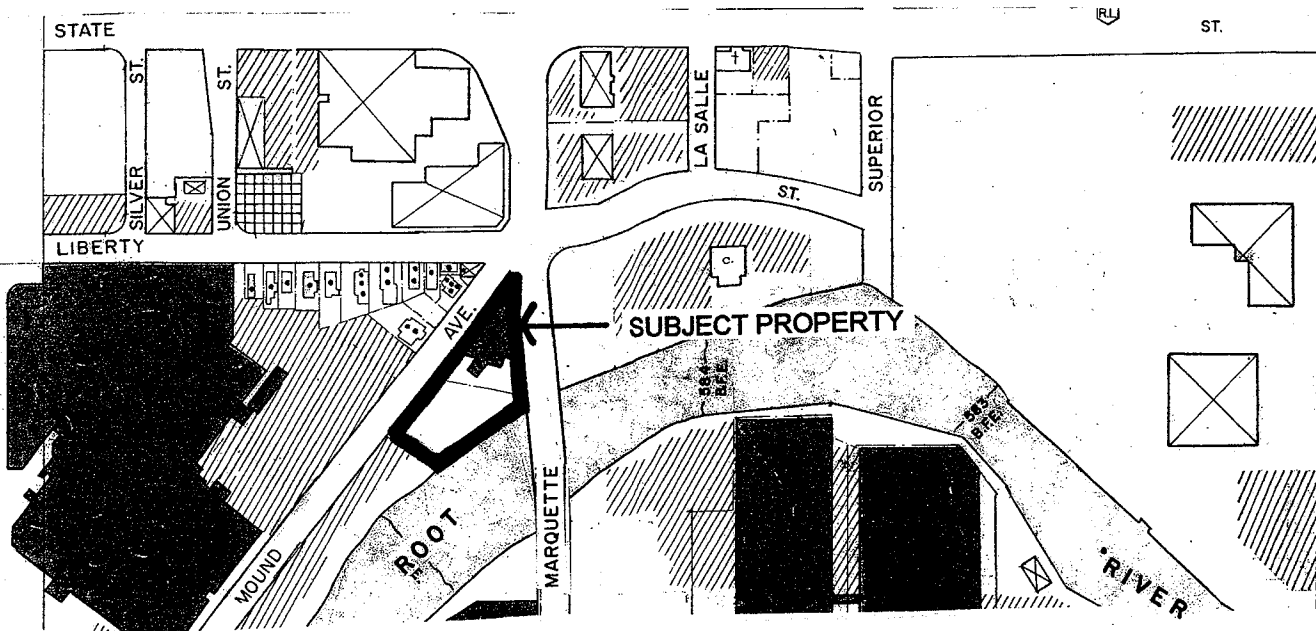 STATE
ST.
R.L.
SILVER ST.
UNION ST.
LA SALLE
SUPERIOR
ST.
LIBERTY
C.
AVE.
SUBJECT PROPERTY
584
B.F.E.
B.F.E.
ROOT
MARQUETTE
MOUND
RIVER